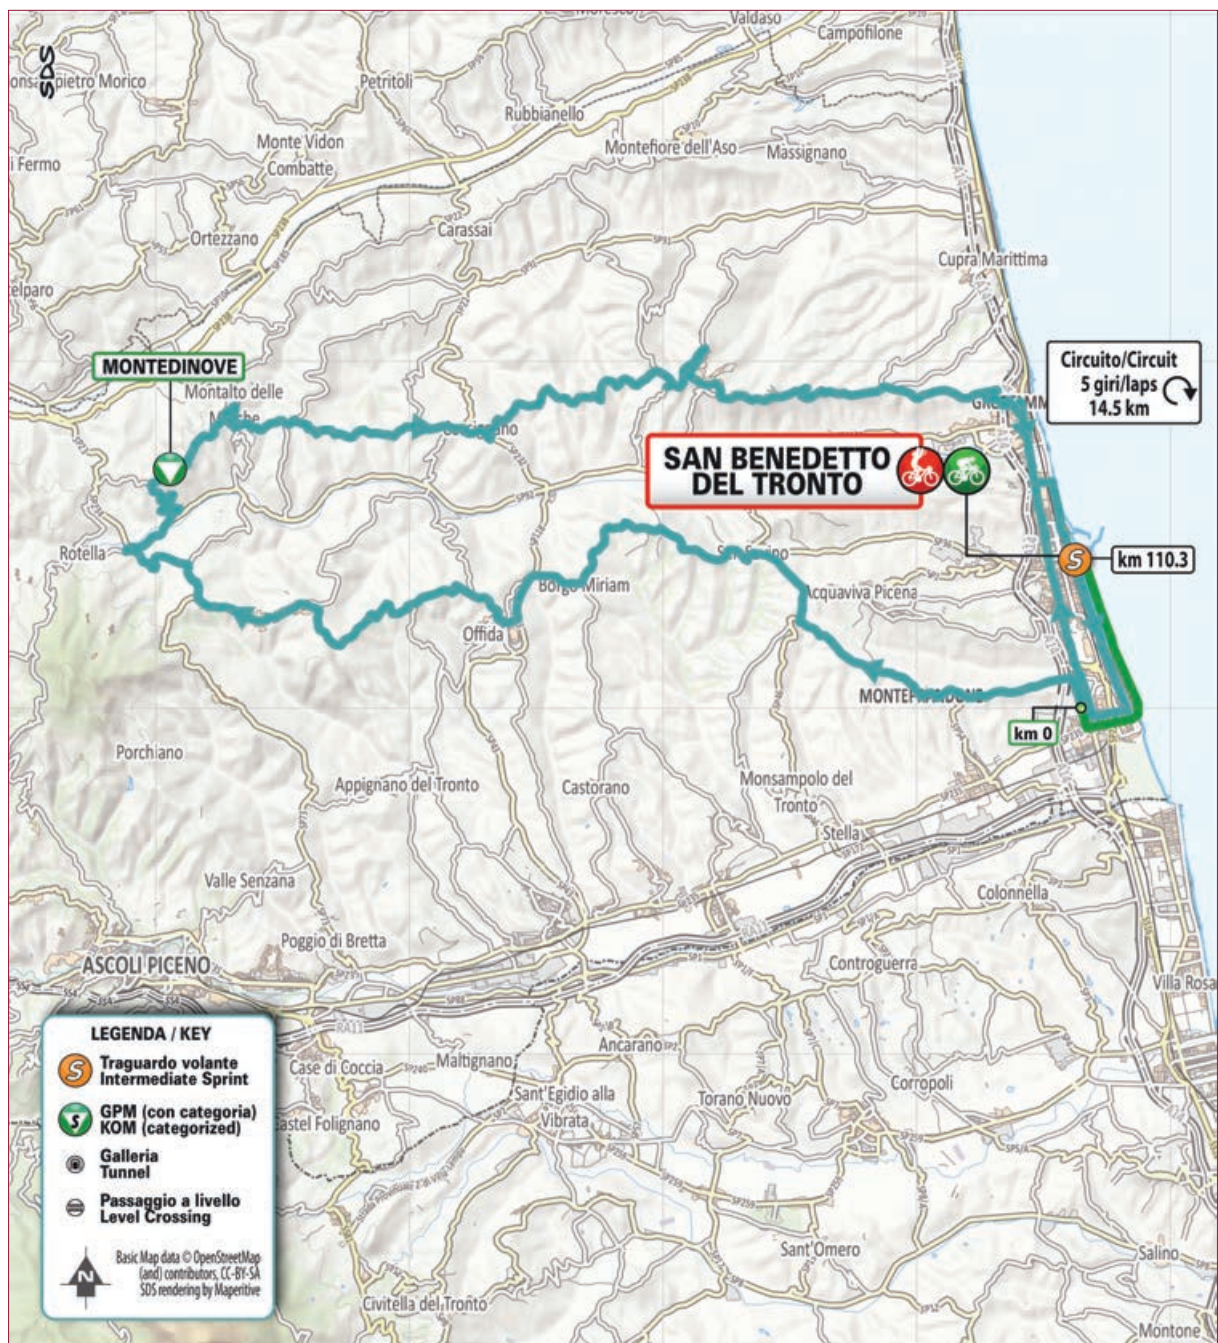 SDS
Moresco
Valdaso
Campofilone
Petritoli
Rubbianello
Monte Vidon
Combatte
Montefiore dell'Aso
Massignano
i Fermo
Ortezzano
Carassai
Cupra Marittima
MONTEDINOVE
Montalto delle
Circuito/Circuit
5 giri/laps
14.5 km
SAN BENEDETTO
DEL TRONTO
Rotella
S
km 110.3
Borgo Miriam
Acquaviva Picena
Offida
km 0
Porchiano
Appignano del Tronto
Castorano
Monsampolo del
Tronto
Stella
Valle Senzana
Colonnella
Poggio di Bretta
ASCOLI PICENO
Controguerra
Villa Rosa
LEGENDA / KEY
S
Traguardo volante
Intermediate Sprint
S
GPM (con categoria)
KOM (categorized)
Galleria
Tunnel
Passaggio a livello
Level Crossing
N
Basic Map data © OpenStreetMap
(and) contributors, CC-BY-SA
SDS rendering by Maperitive
Case di Coccia
Maltignano
Ancarano
Sant'Egidio alla
Vibrata
Torano Nuovo
Corropoli
astel Folignano
Sant'Omero
Salino
Civitella del Tronto
Montone